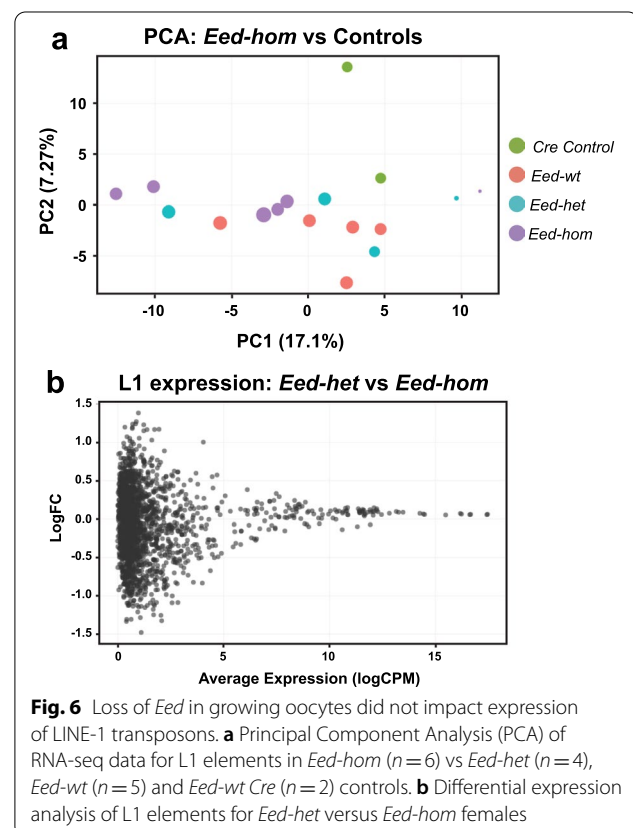 a
PCA: Eed-hom vs Controls
PC2 (7.27%)
10
5
0
-5
-10
-5
0
5
10
PC1 (17.1%)
Cre Control
Eed-wt
Eed-het
Eed-hom
b
L1 expression: Eed-het vs Eed-hom
LogFC
1.5
1.0
0.5
0.0
-0.5
-1.0
-1.5
0
5
10
15
Average Expression (logCPM)
Fig. 6 Loss of Eed in growing oocytes did not impact expression
of LINE-1 transposons. a Principal Component Analysis (PCA) of
RNA-seq data for L1 elements in Eed-hom (n = 6) vs Eed-het (n = 4),
Eed-wt (n = 5) and Eed-wt Cre (n = 2) controls. b Differential expression
analysis of L1 elements for Eed-het versus Eed-hom females